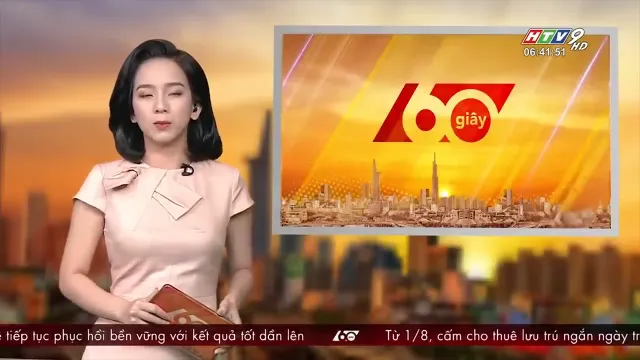 HTV9
HD
06:41:51
60
giây
tiếp tục phục hồi bền vững với kết quả tốt dần lên
60
Từ 1/8, cấm cho thuê lưu trú ngắn ngày